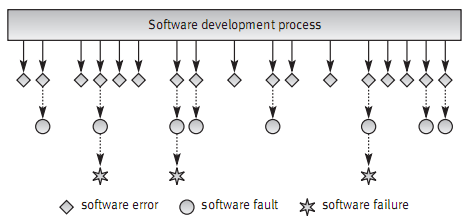 Software development process
software error
software fault
software failure